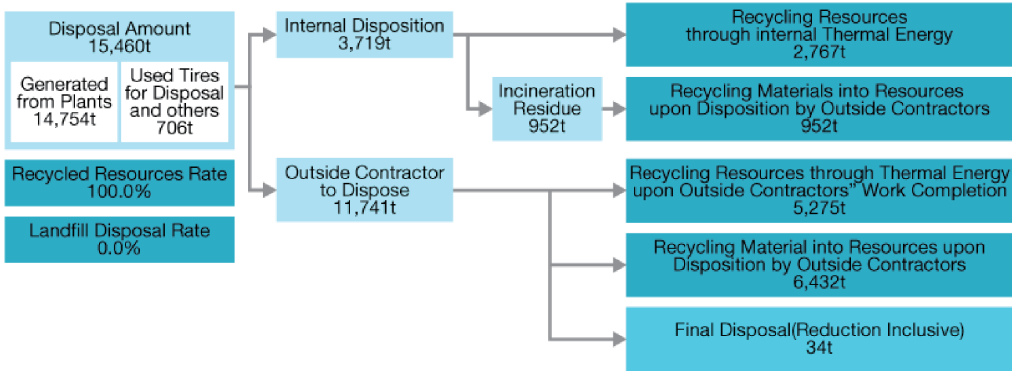 Disposal Amount
15,460t
Generated
from Plants
14,754t
Used Tires
for Disposal
and others
706t
Recycled Resources Rate
100.0%
Landfill Disposal Rate
0.0%
Internal Disposition
3,719t
Incineration
Residue
952t
Outside Contractor
to Dispose
11,741t
Recycling Resources
through internal Thermal Energy
2,767t
Recycling Materials into Resources
upon Disposition by Outside Contractors
952t
Recycling Resources through Thermal Energy
upon Outside Contractors” Work Completion
5,275t
Recycling Material into Resources upon
Disposition by Outside Contractors
6,432t
Final Disposal(Reduction Inclusive)
34t